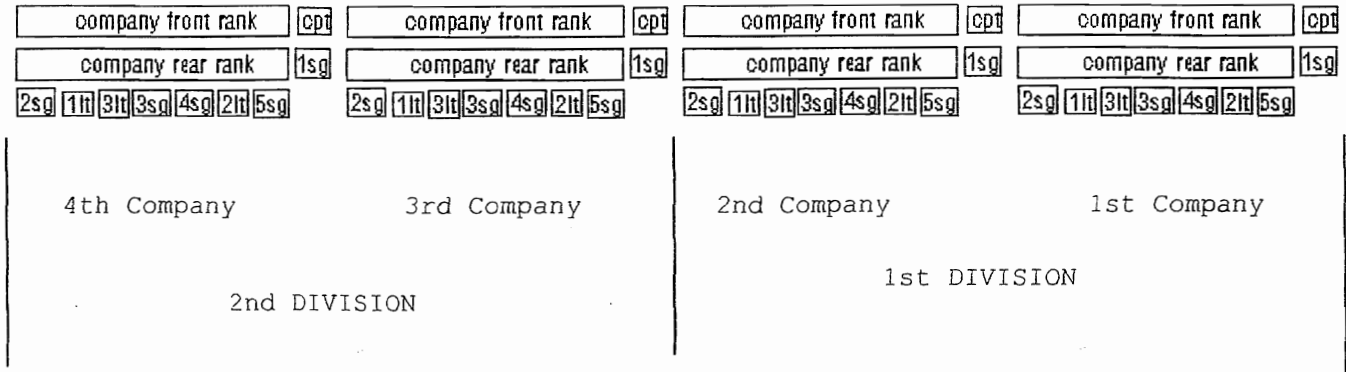 company front rank cpt company front rank cpt company front rank cpt company front rank cpt
company rear rank 1sg company rear rank 1sg company rear rank 1sg company rear rank 1sg
2sg 1lt 3lt 3sg 4sg 2lt 5sg 2sg 1lt 3lt 3sg 4sg 2lt 5sg 2sg 1lt 3lt 3sg 4sg 2lt 5sg 2sg 1lt 3lt 3sg 4sg 2lt 5sg
4th Company 3rd Company 2nd Company 1st Company
1st DIVISION
2nd DIVISION